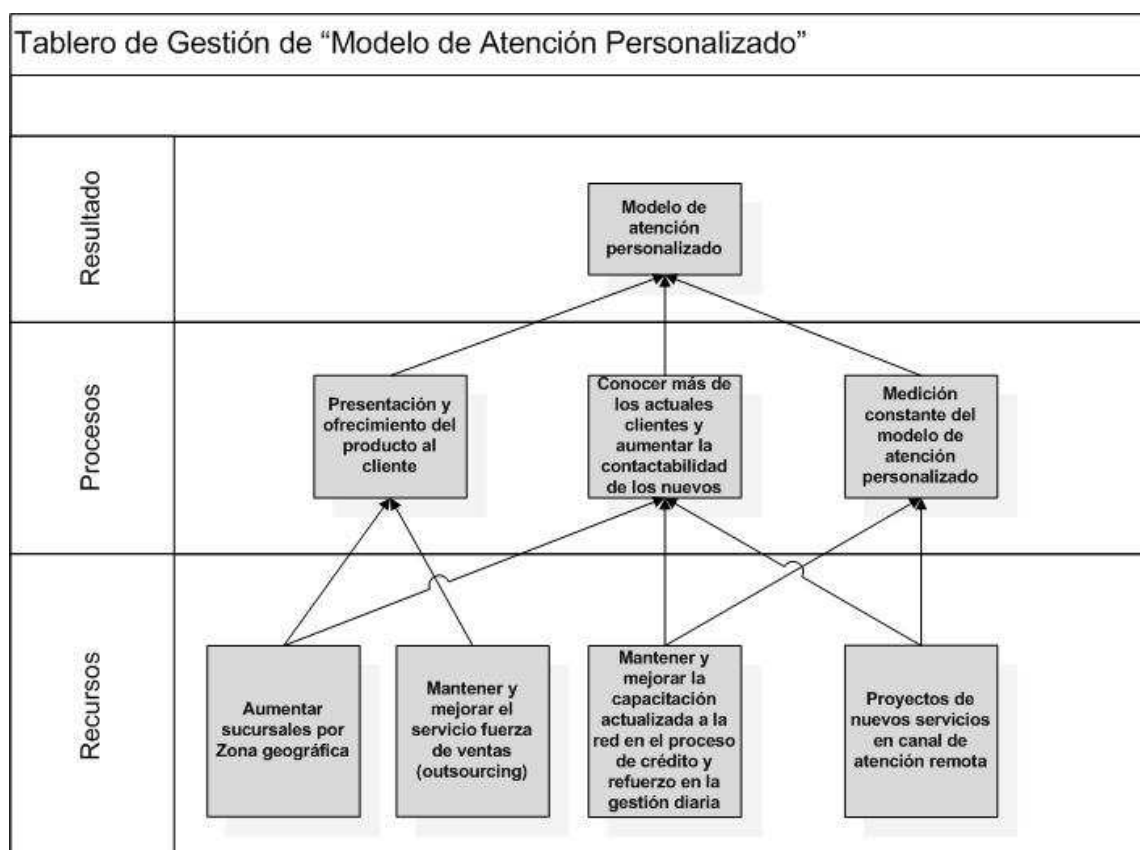 Tablero de Gestión de “Modelo de Atención Personalizado”
Resultado
Modelo de
atención
personalizado
Procesos
Presentación y
ofrecimiento del
producto al
cliente
Conocer más de
los actuales
clientes y
aumentar la
contactabilidad
de los nuevos
Medición
constante del
modelo de
atención
personalizado
Recursos
Aumentar
sucursales por
Zona geográfica
Mantener y
mejorar el
servicio fuerza
de ventas
(outsourcing)
Mantener y
mejorar la
capacitación
actualizada a la
red en el proceso
de crédito y
refuerzo en la
gestión diaria
Proyectos de
nuevos servicios
en canal de
atención remota